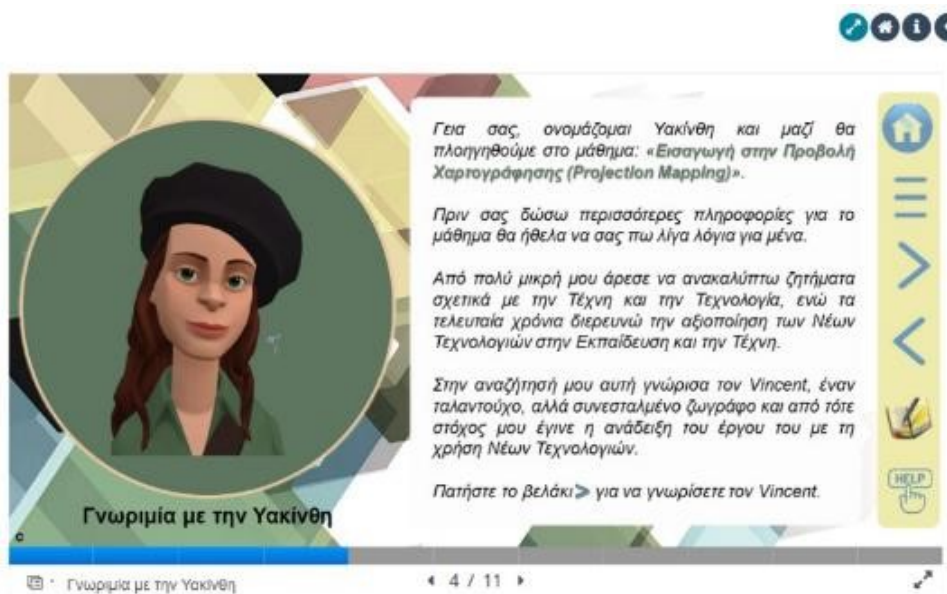 Γεια σας, ονομάζομαι Υακίνθη και μαζί θα
πλοηγηθούμε στο μάθημα: «Εισαγωγή στην Προβολή
Χαρτογράφησης (Projection Mapping)».
Πριν σας δώσω περισσότερες πληροφορίες για το
μάθημα θα ήθελα να σας πω λίγα λόγια για μένα.
Από πολύ μικρή μου άρεσε να ανακαλύπτω ζητήματα
σχετικά με την Τέχνη και την Τεχνολογία, ενώ τα
τελευταία χρόνια διερευνώ την αξιοποίηση των Νέων
Τεχνολογιών στην Εκπαίδευση και την Τέχνη.
Στην αναζήτησή μου αυτή γνώρισα τον Vincent, έναν
ταλαντούχο, αλλά συνεσταλμένο ζωγράφο και από τότε
στόχος μου έγινε η ανάδειξη του έργου του με τη
χρήση Νέων Τεχνολογιών.
Πατήστε το βελάκι > για να γνωρίσετε τον Vincent.
HELP
Γνωριμία με την Υακίνθη
Γνωριμία με την Υακίνθη
4 / 11